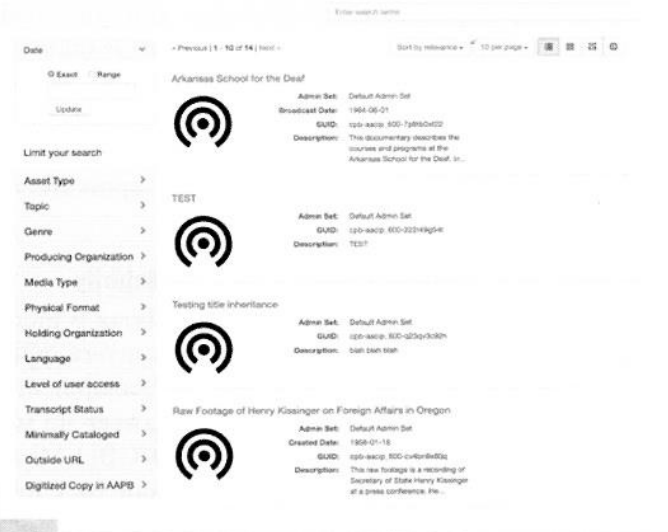 Enter search terms
Date
Exact Range
Update
Limit your search
Asset Type
Topic
Genre
Producing Organization
Media Type
Physical Format
Holding Organization
Language
Level of user access
Transcript Status
Minimally Cataloged
Outside URL
Digitized Copy in AAPB
« Previous | 1 - 10 of 14 | Next »
Sort by relevance 10 per page
Arkansas School for the Deaf
Admin Set: Default Admin Set
Broadcast Date: 1984-06-01
GUID:
Description: This documentary describes the
courses and programs at the
Arkansas School for the Deaf. In...
TEST
Admin Set: Default Admin Set
GUID:
Description: TEST
Testing title inheritance
Admin Set: Default Admin Set
GUID:
Description: blah blah blah
Raw Footage of Henry Kissinger on Foreign Affairs in Oregon
Admin Set: Default Admin Set
Created Date:
GUID:
Description: This raw footage is a recording of
Secretary of State Henry Kissinger
at a press conference. He...